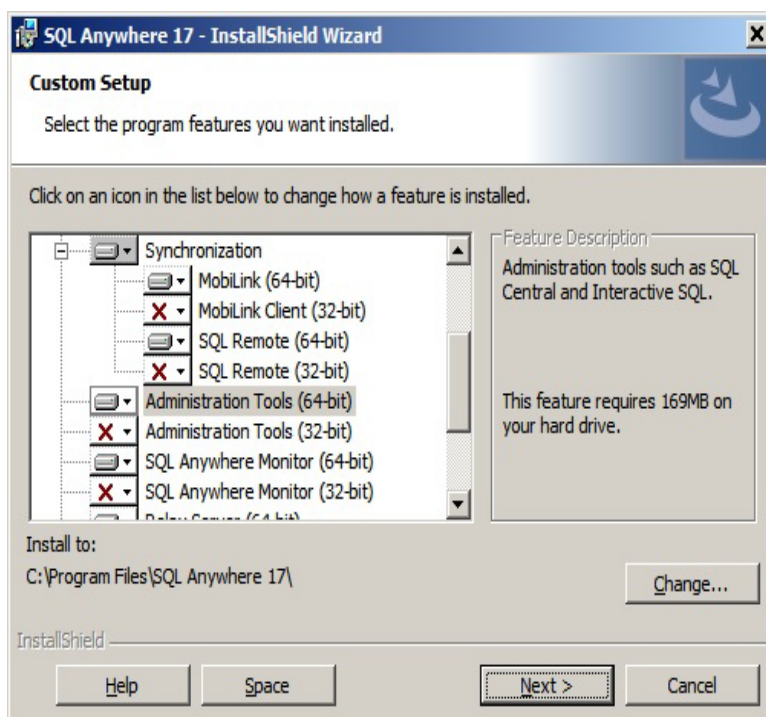 SQL Anywhere 17 - InstallShield Wizard
Custom Setup
Select the program features you want installed.
Click on an icon in the list below to change how a feature is installed.
Synchronization
MobiLink (64-bit)
MobiLink Client (32-bit)
SQL Remote (64-bit)
SQL Remote (32-bit)
Administration Tools (64-bit)
Administration Tools (32-bit)
SQL Anywhere Monitor (64-bit)
SQL Anywhere Monitor (32-bit)
Relay Server (64-bit)
Feature Description
Administration tools such as SQL
Central and Interactive SQL.
This feature requires 169MB on
your hard drive.
Install to:
C:\Program Files\SQL Anywhere 17\
Change...
InstallShield
Help
Space
Next >
Cancel